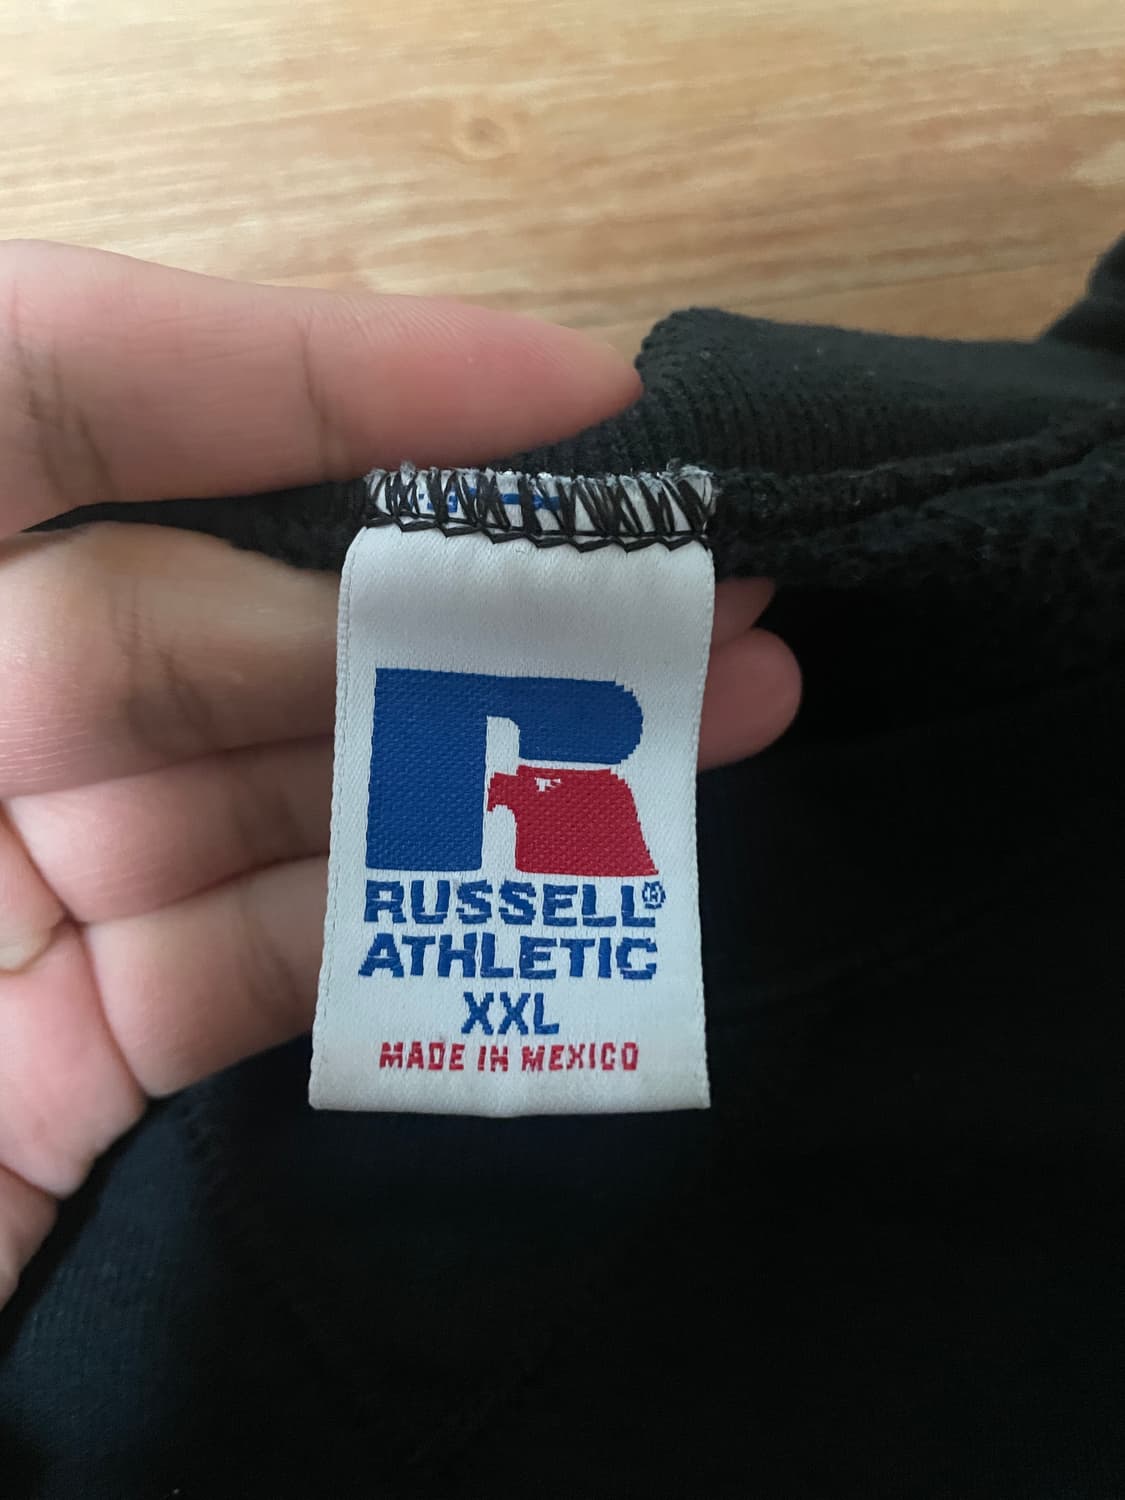 R
RUSSELL®
ATHLETIC
XXL
MADE IN MEXICO